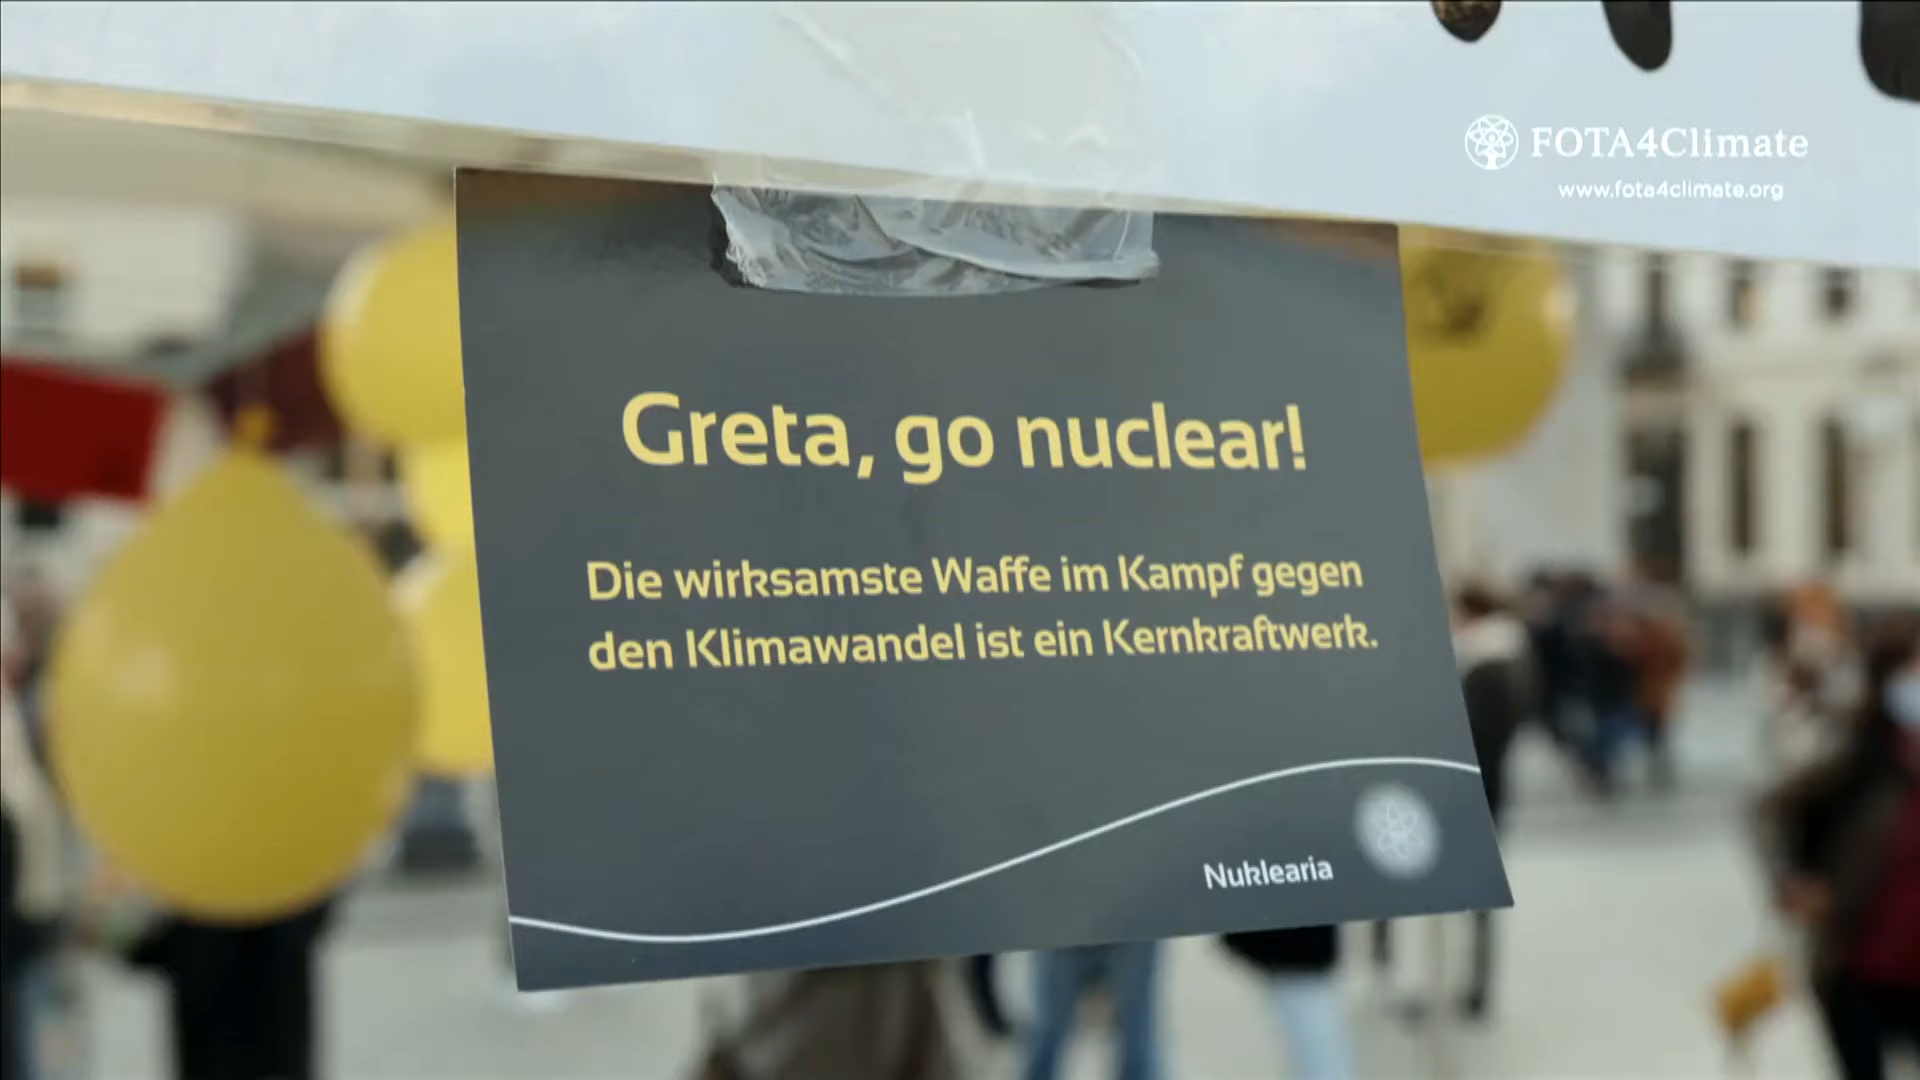 FOTA4Climate
www.fota4climate.org
Greta, go nuclear!
Die wirksamste Waffe im Kampf gegen
den Klimawandel ist ein Kernkraftwerk.
Nuklearia